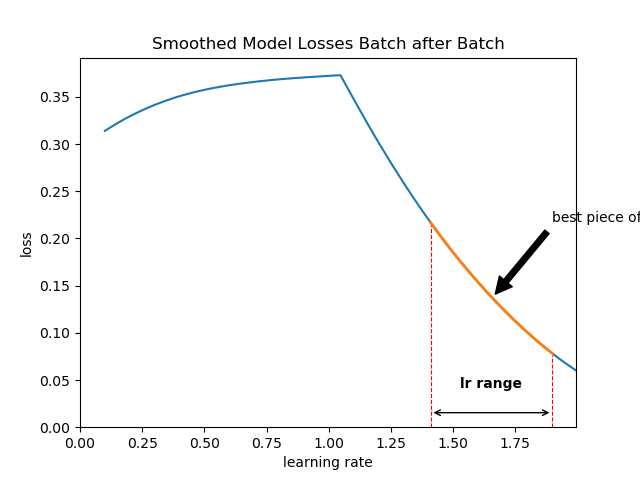 Smoothed Model Losses Batch after Batch
0.35
0.30
0.25
0.20
0.15
0.10
0.05
0.00
loss
best piece of
lr range
0.00 0.25 0.50 0.75 1.00 1.25 1.50 1.75
learning rate